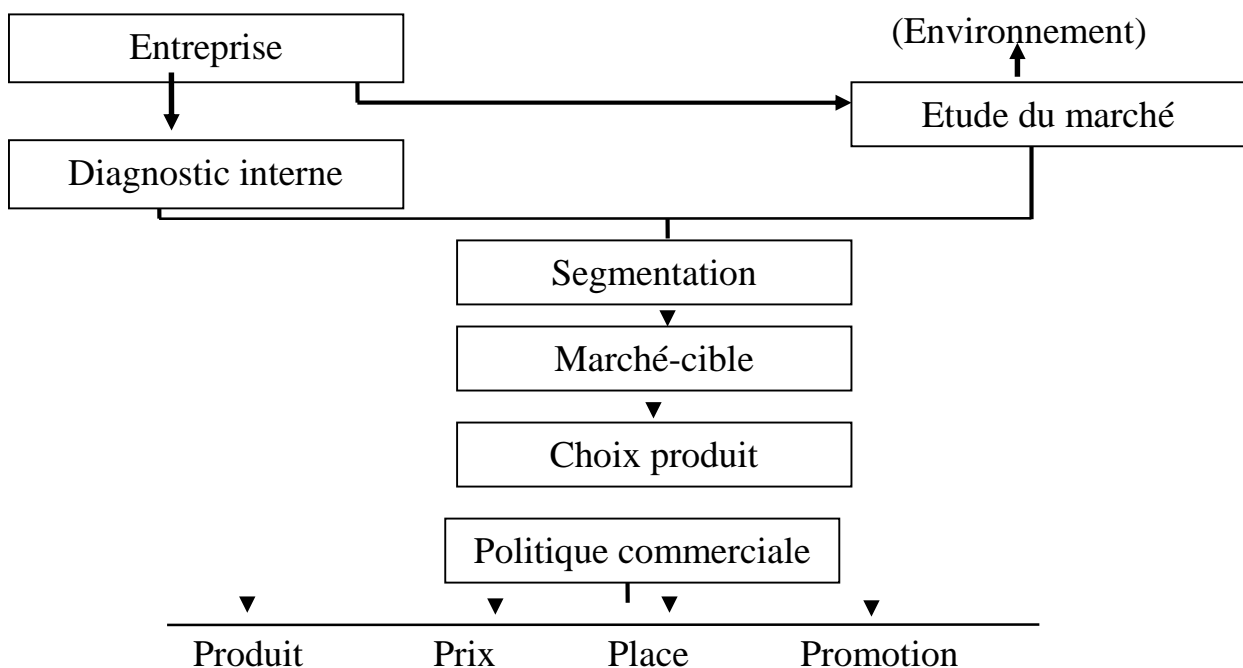 Entreprise
(Environnement)
Etude du marché
Diagnostic interne
Segmentation
Marché-cible
Choix produit
Politique commerciale
Produit Prix Place Promotion